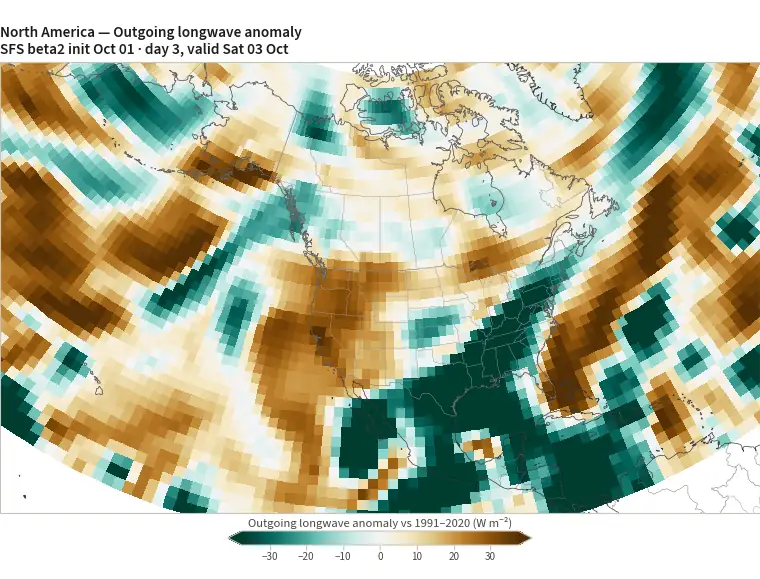 North America — Outgoing longwave anomaly
SFS beta2 init Oct 01 · day 3, valid Sat 03 Oct
Outgoing longwave anomaly vs 1991–2020 (W m⁻²)
−30 −20 −10 0 10 20 30